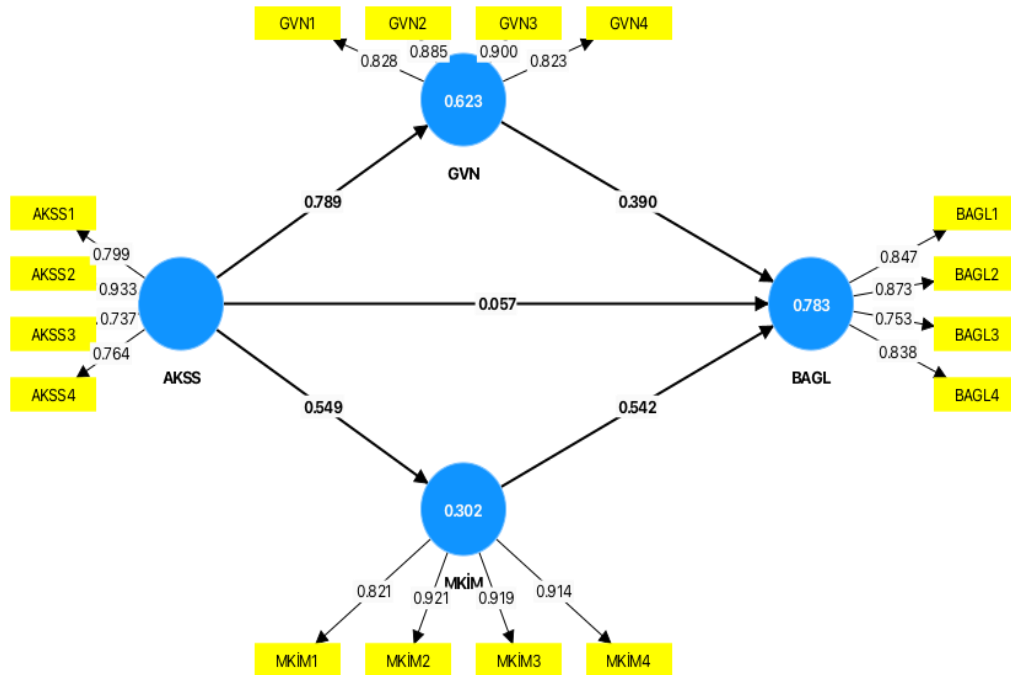 GVN1
GVN2
GVN3
GVN4
0.828
0.885
0.900
0.823
0.623
GVN
0.789
0.390
AKSS1
AKSS2
AKSS3
AKSS4
0.799
0.933
0.737
0.764
AKSS
0.057
0.783
BAGL
0.847
0.873
0.753
0.838
BAGL1
BAGL2
BAGL3
BAGL4
0.549
0.542
0.302
MKİM
0.821
0.921
0.919
0.914
MKİM1
MKİM2
MKİM3
MKİM4